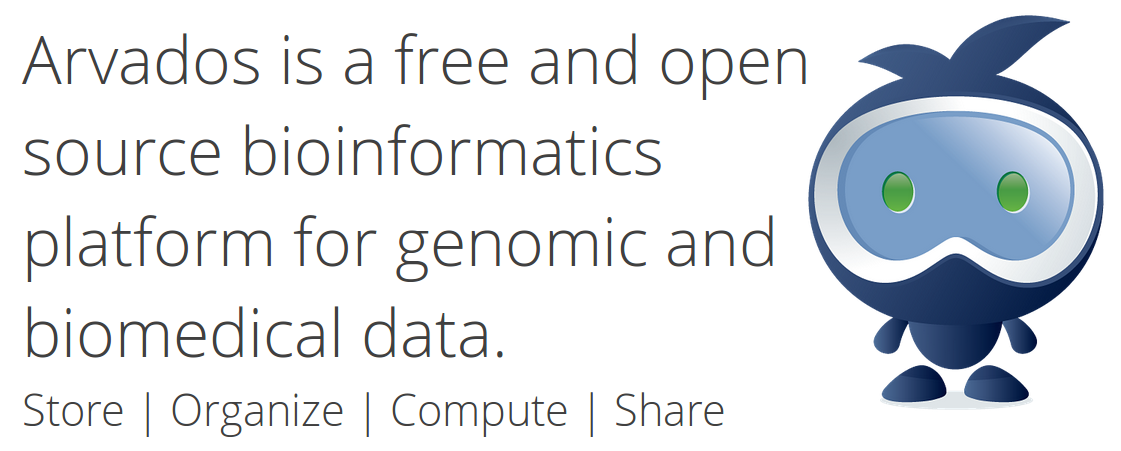 Arvados is a free and open
source bioinformatics
platform for genomic and
biomedical data.
Store | Organize | Compute | Share